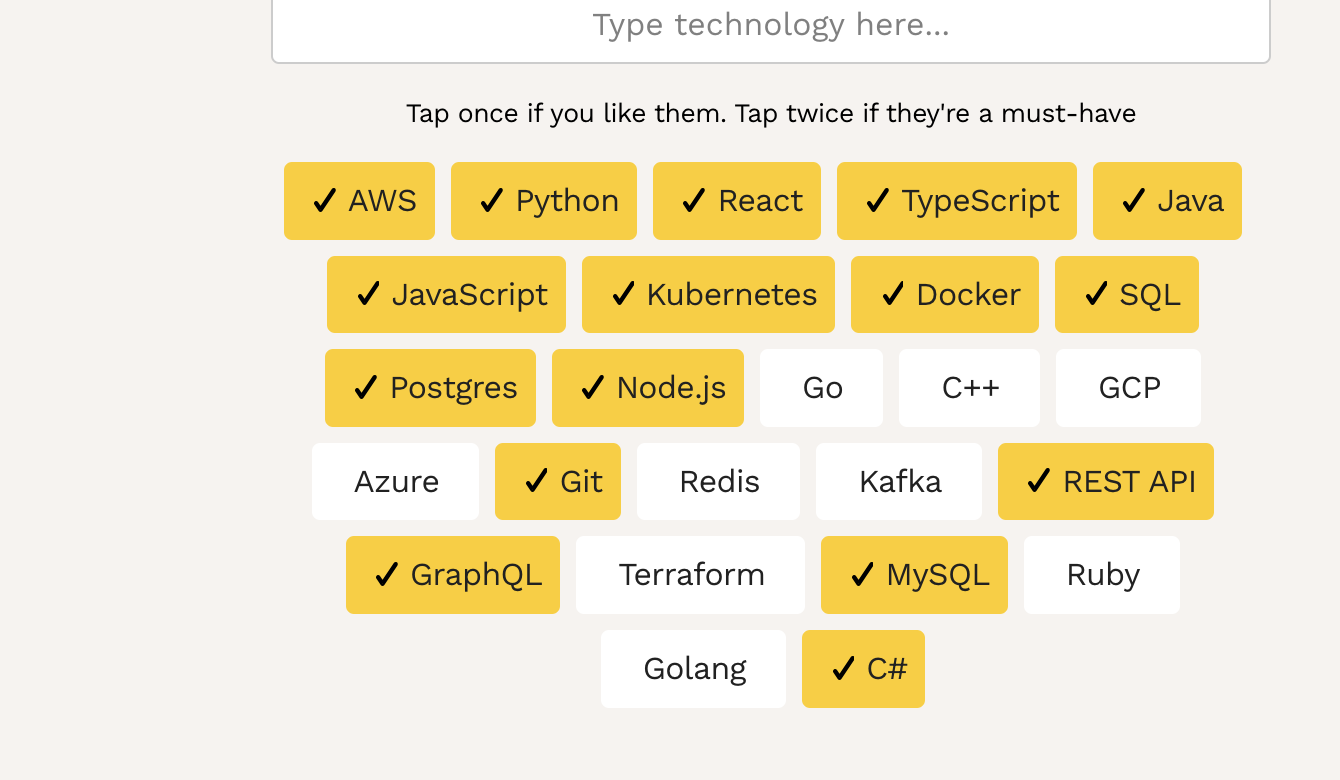 Type technology here...
Tap once if you like them. Tap twice if they're a must-have
✓ AWS ✓ Python ✓ React ✓ TypeScript ✓ Java
✓ JavaScript ✓ Kubernetes ✓ Docker ✓ SQL
✓ Postgres ✓ Node.js Go C++ GCP
Azure ✓ Git Redis Kafka ✓ REST API
✓ GraphQL Terraform ✓ MySQL Ruby
Golang ✓ C#